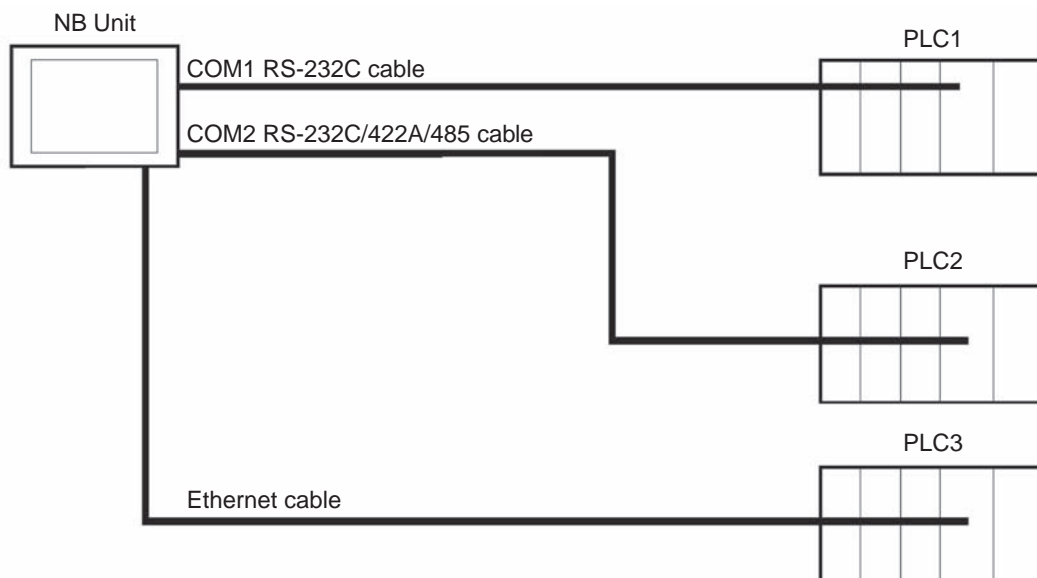 NB Unit
PLC1
COM1 RS-232C cable
COM2 RS-232C/422A/485 cable
PLC2
PLC3
Ethernet cable